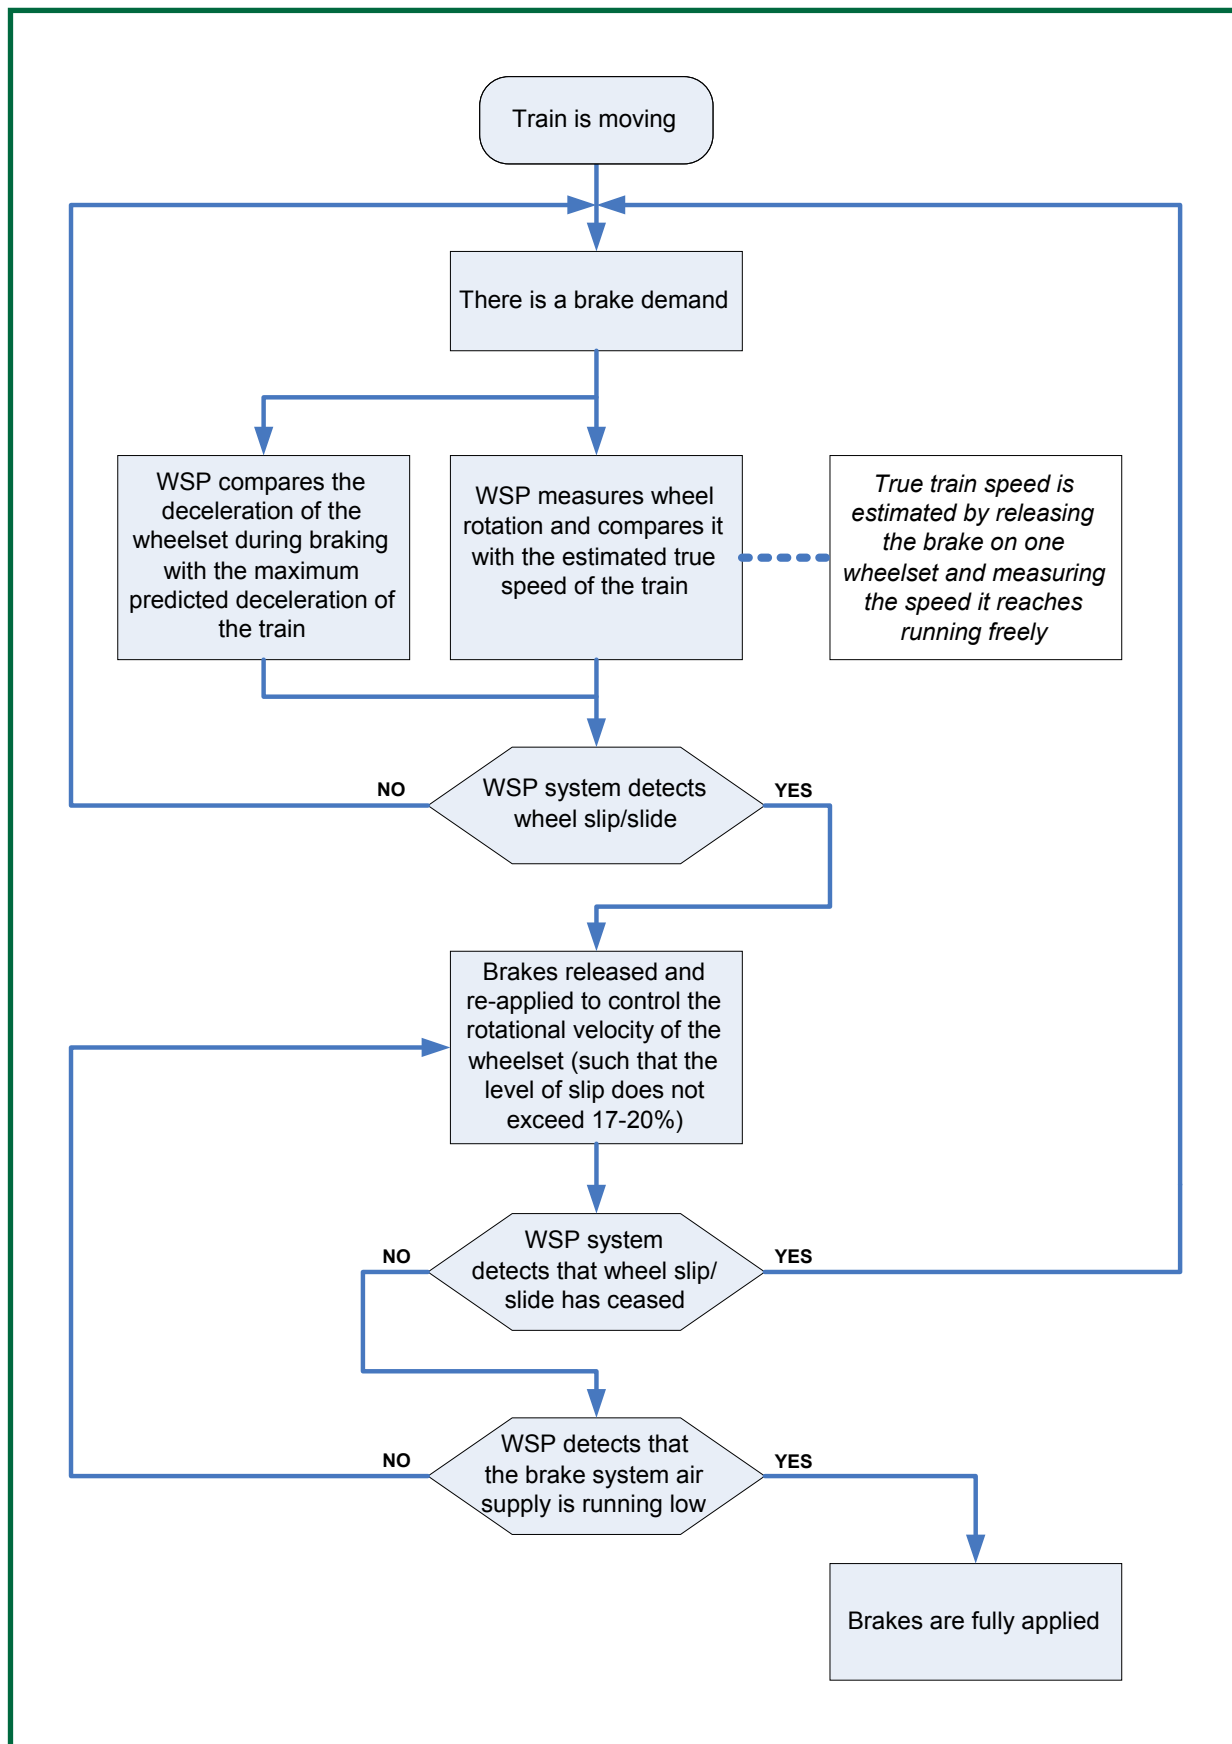 Train is moving
There is a brake demand
WSP compares the
deceleration of the
wheelset during braking
with the maximum
predicted deceleration of
the train
WSP measures wheel
rotation and compares it
with the estimated true
speed of the train
True train speed is
estimated by releasing
the brake on one
wheelset and measuring
the speed it reaches
running freely
NO
WSP system detects
wheel slip/slide
YES
Brakes released and
re-applied to control the
rotational velocity of the
wheelset (such that the
level of slip does not
exceed 17-20%)
NO
WSP system
detects that wheel slip/
slide has ceased
YES
NO
WSP detects that
the brake system air
supply is running low
YES
Brakes are fully applied